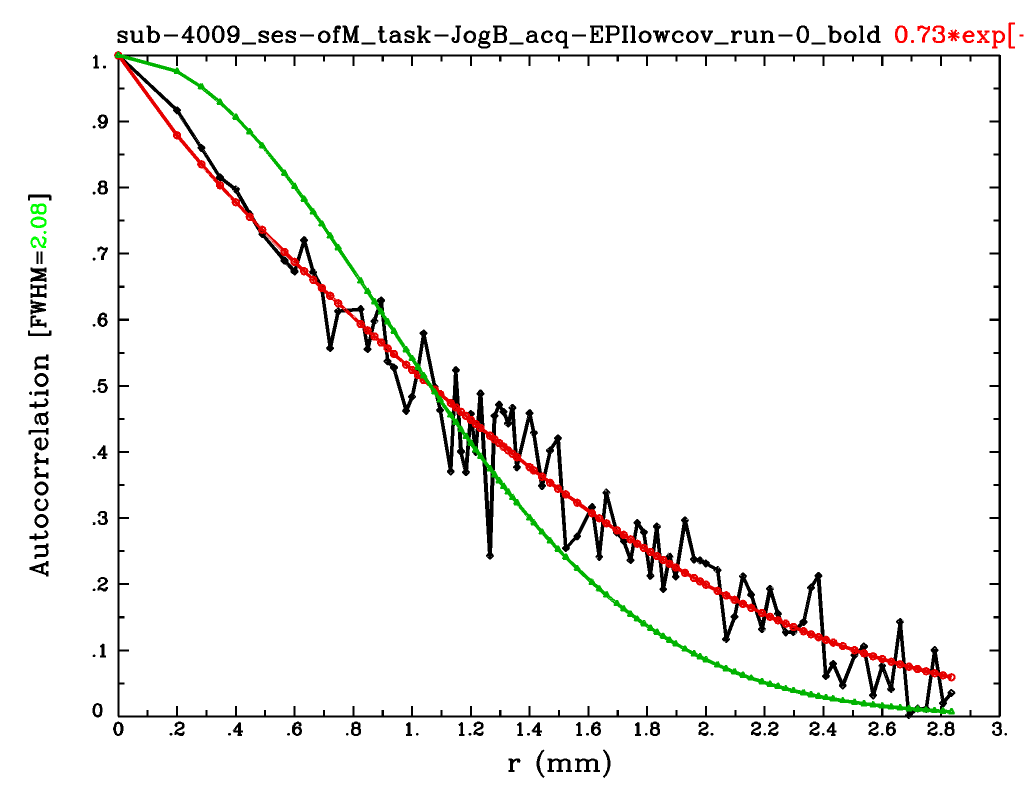 sub-4009_ses-ofM_task-JogB_acq-EPIlowcov_run-0_bold 0.73*exp[-
1.
.9
.8
.7
.6
.5
.4
.3
.2
.1
0
Autocorrelation [FWHM=2.08]
0 .2 .4 .6 .8 1. 1.2 1.4 1.6 1.8 2. 2.2 2.4 2.6 2.8 3.
r (mm)